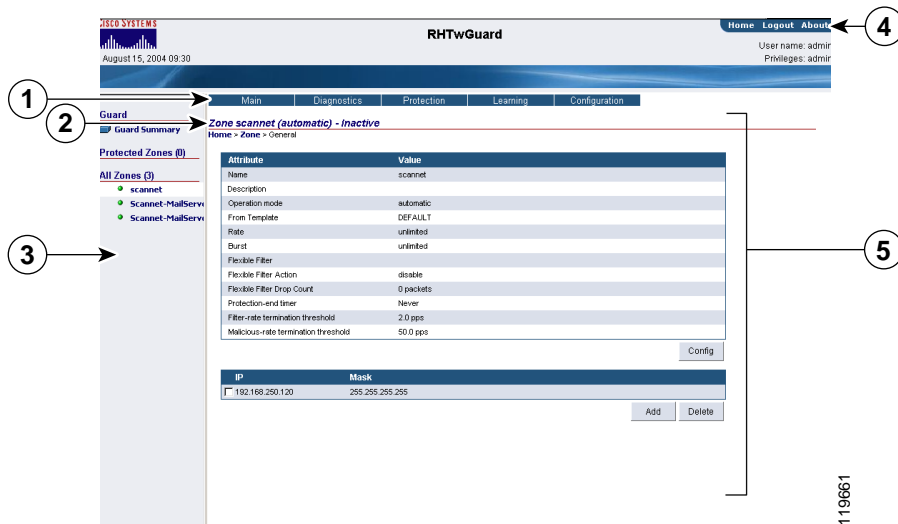 CISCO SYSTEMS
RHTwGuard
Home Logout About
4
August 15, 2004 09:30
User name: admin
Privileges: admin
1
Main Diagnostics Protection Learning Configuration
Guard
2
Zone scannet (automatic) - Inactive
Guard Summary
Home > Zone > General
Protected Zones (0)
All Zones (3)
scannet
Scannet-MailServe
Scannet-MailServe
3
Attribute Value
Name scannet
Description
Operation mode automatic
From Template DEFAULT
Rate unlimited
Burst unlimited
Flexible Filter
Flexible Filter Action disable
Flexible Filter Drop Count 0 packets
Protection-end timer Never
Filter-rate termination threshold 2.0 pps
Malicious-rate termination threshold 50.0 pps
Config
5
IP Mask
192.168.250.120 255.255.255.255
Add Delete
119661